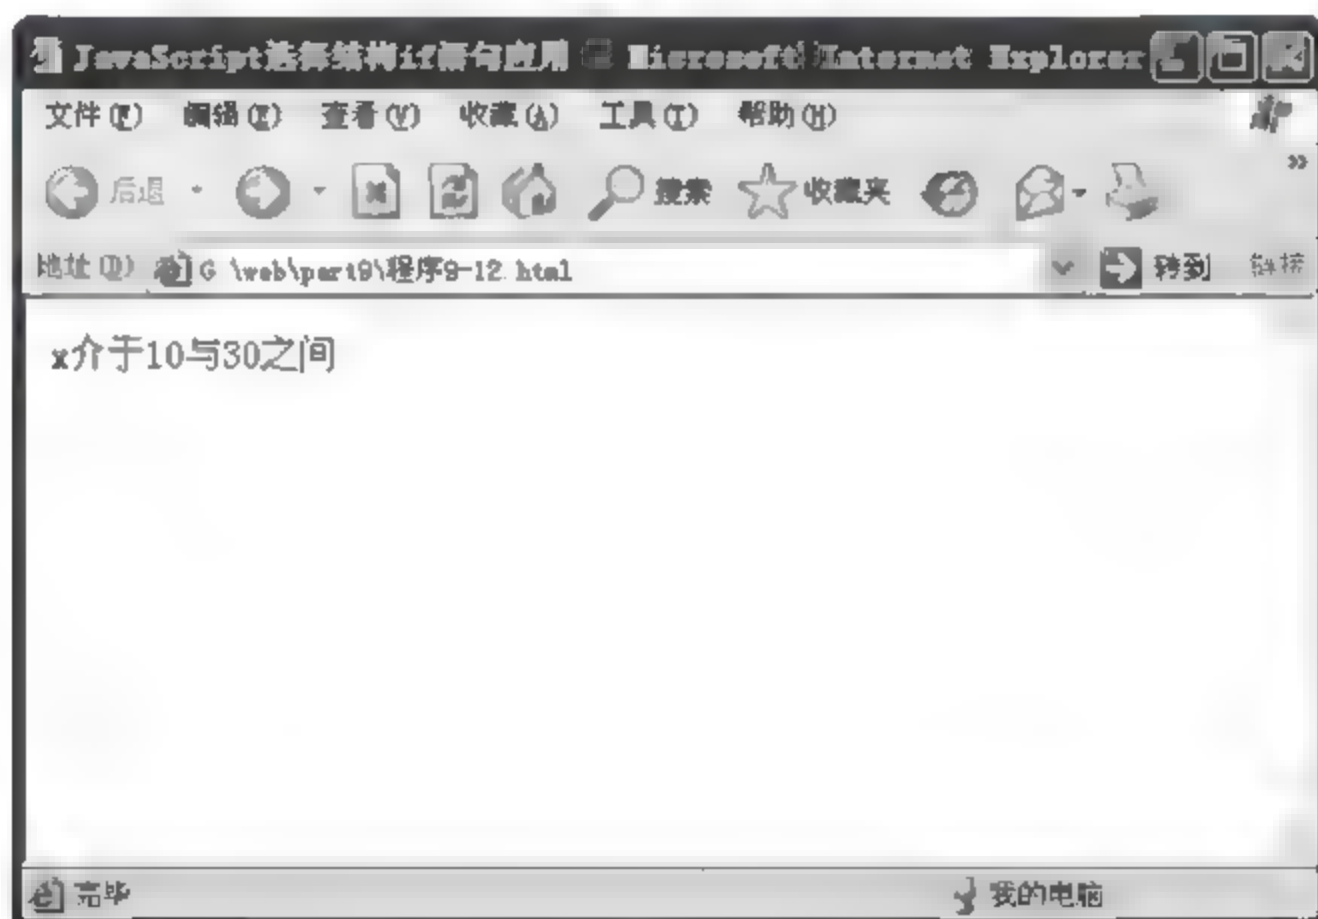 JavaScript选择结构if语句应用 - Microsoft Internet Explorer
文件(F) 编辑(E) 查看(V) 收藏(A) 工具(T) 帮助(H)
后退 搜索 收藏夹 »
地址(D) G \web\part9\程序9-12.html 转到 链接
x介于10与30之间
完毕 我的电脑